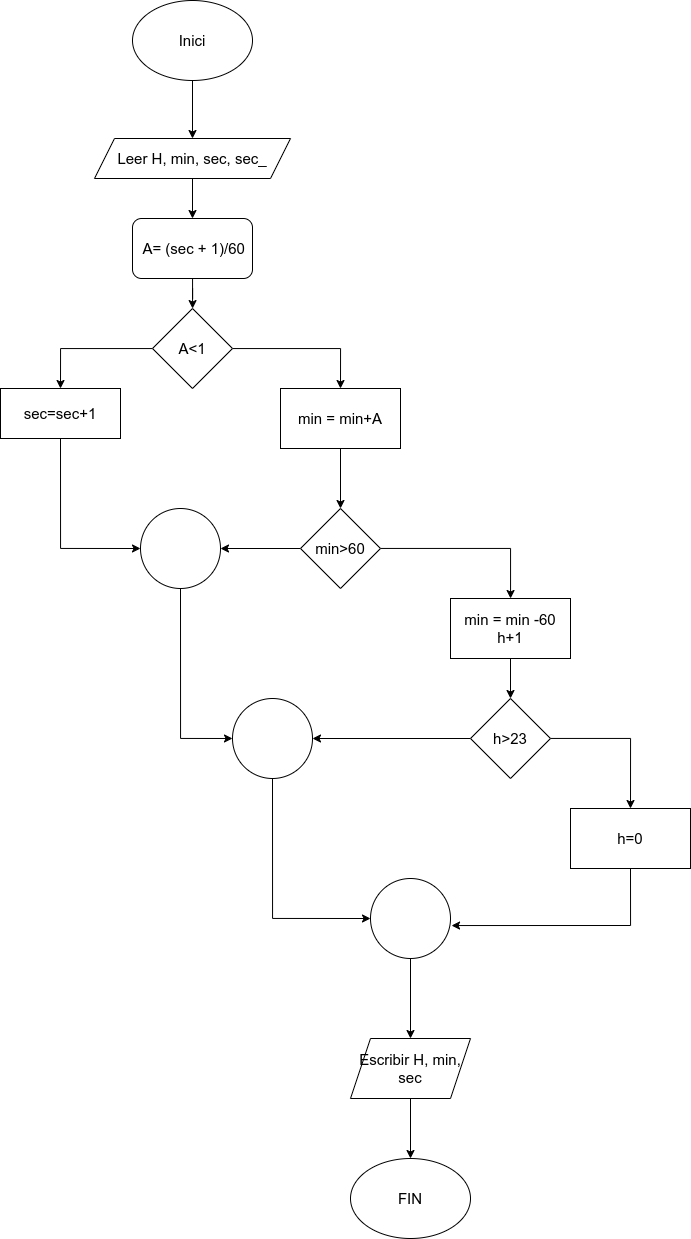 Inici
Leer H, min, sec, sec_
A= (sec + 1)/60
A<1
sec=sec+1
min = min+A
min>60
min = min -60
h+1
h>23
h=0
Escribir H, min,
sec
FIN